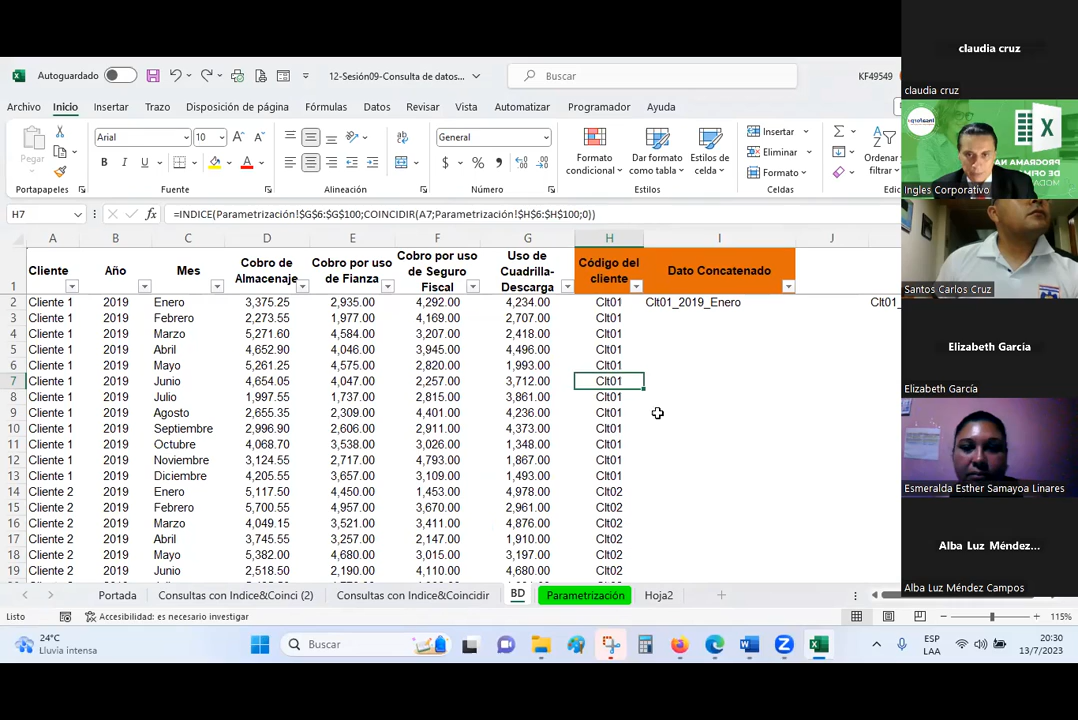 claudia cruz
claudia cruz
Autoguardado
12-Sesión09-Consulta de datos...
Buscar
KF49549
Archivo Inicio Insertar Trazo Disposición de página Fórmulas Datos Revisar Vista Automatizar Programador Ayuda
Pegar
Arial 10
General
Formato condicional
Dar formato como tabla
Estilos de celda
Insertar
Eliminar
Formato
Ordenar
filtrar
Portapapeles Fuente Alineación Número Estilos Celdas
Ingles Corporativo
H7 =INDICE(Parametrización!$G$6:$G$100;COINCIDIR(A7;Parametrización!$H$6:$H$100;0))
A B C D E F G H I J
1 Cliente Año Mes Cobro de Almacenaje Cobro por uso de Fianza Cobro por uso de Seguro Fiscal Uso de Cuadrilla-Descarga Código del cliente Dato Concatenado
2 Cliente 1 2019 Enero 3,375.25 2,935.00 4,292.00 4,234.00 Clt01 Clt01_2019_Enero Clt01_
3 Cliente 1 2019 Febrero 2,273.55 1,977.00 4,169.00 2,707.00 Clt01
4 Cliente 1 2019 Marzo 5,271.60 4,584.00 3,207.00 2,418.00 Clt01
5 Cliente 1 2019 Abril 4,652.90 4,046.00 3,945.00 4,496.00 Clt01
6 Cliente 1 2019 Mayo 5,261.25 4,575.00 2,820.00 1,993.00 Clt01
7 Cliente 1 2019 Junio 4,654.05 4,047.00 2,257.00 3,712.00 Clt01
8 Cliente 1 2019 Julio 1,997.55 1,737.00 2,815.00 3,861.00 Clt01
9 Cliente 1 2019 Agosto 2,655.35 2,309.00 4,401.00 4,236.00 Clt01
10 Cliente 1 2019 Septiembre 2,996.90 2,606.00 2,911.00 4,373.00 Clt01
11 Cliente 1 2019 Octubre 4,068.70 3,538.00 3,026.00 1,348.00 Clt01
12 Cliente 1 2019 Noviembre 3,124.55 2,717.00 4,793.00 1,867.00 Clt01
13 Cliente 1 2019 Diciembre 4,205.55 3,657.00 3,109.00 1,493.00 Clt01
14 Cliente 2 2019 Enero 5,117.50 4,450.00 1,453.00 4,978.00 Clt02
15 Cliente 2 2019 Febrero 5,700.55 4,957.00 3,670.00 2,961.00 Clt02
16 Cliente 2 2019 Marzo 4,049.15 3,521.00 3,411.00 4,876.00 Clt02
17 Cliente 2 2019 Abril 3,745.55 3,257.00 2,147.00 1,910.00 Clt02
18 Cliente 2 2019 Mayo 5,382.00 4,680.00 3,015.00 3,197.00 Clt02
19 Cliente 2 2019 Junio 2,518.50 2,190.00 4,110.00 4,680.00 Clt02
Santos Carlos Cruz
Elizabeth García
Elizabeth García
Esmeralda Esther Samayoa Linares
Alba Luz Méndez...
Alba Luz Méndez Campos
Portada Consultas con Indice&Coinci (2) Consultas con Indice&Coincidir BD Parametrización Hoja2
Listo Accesibilidad: es necesario investigar 115%
24°C
Lluvia intensa
Buscar
ESP
LAA
20:30
13/7/2023